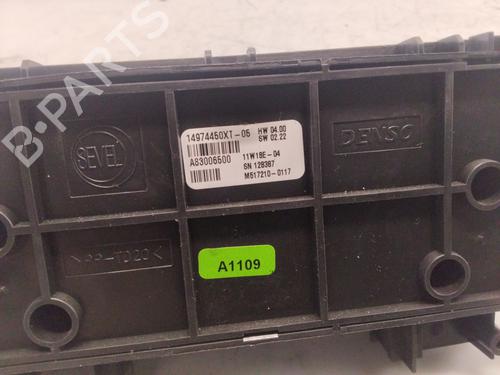 B-PARTS
14974450XT-05 HW 04.00
SW 02.22
A83006500 11W18E-04
SN 128387
M517210-0117
SEVEL
DENSO
>PP-TD20<
A1109